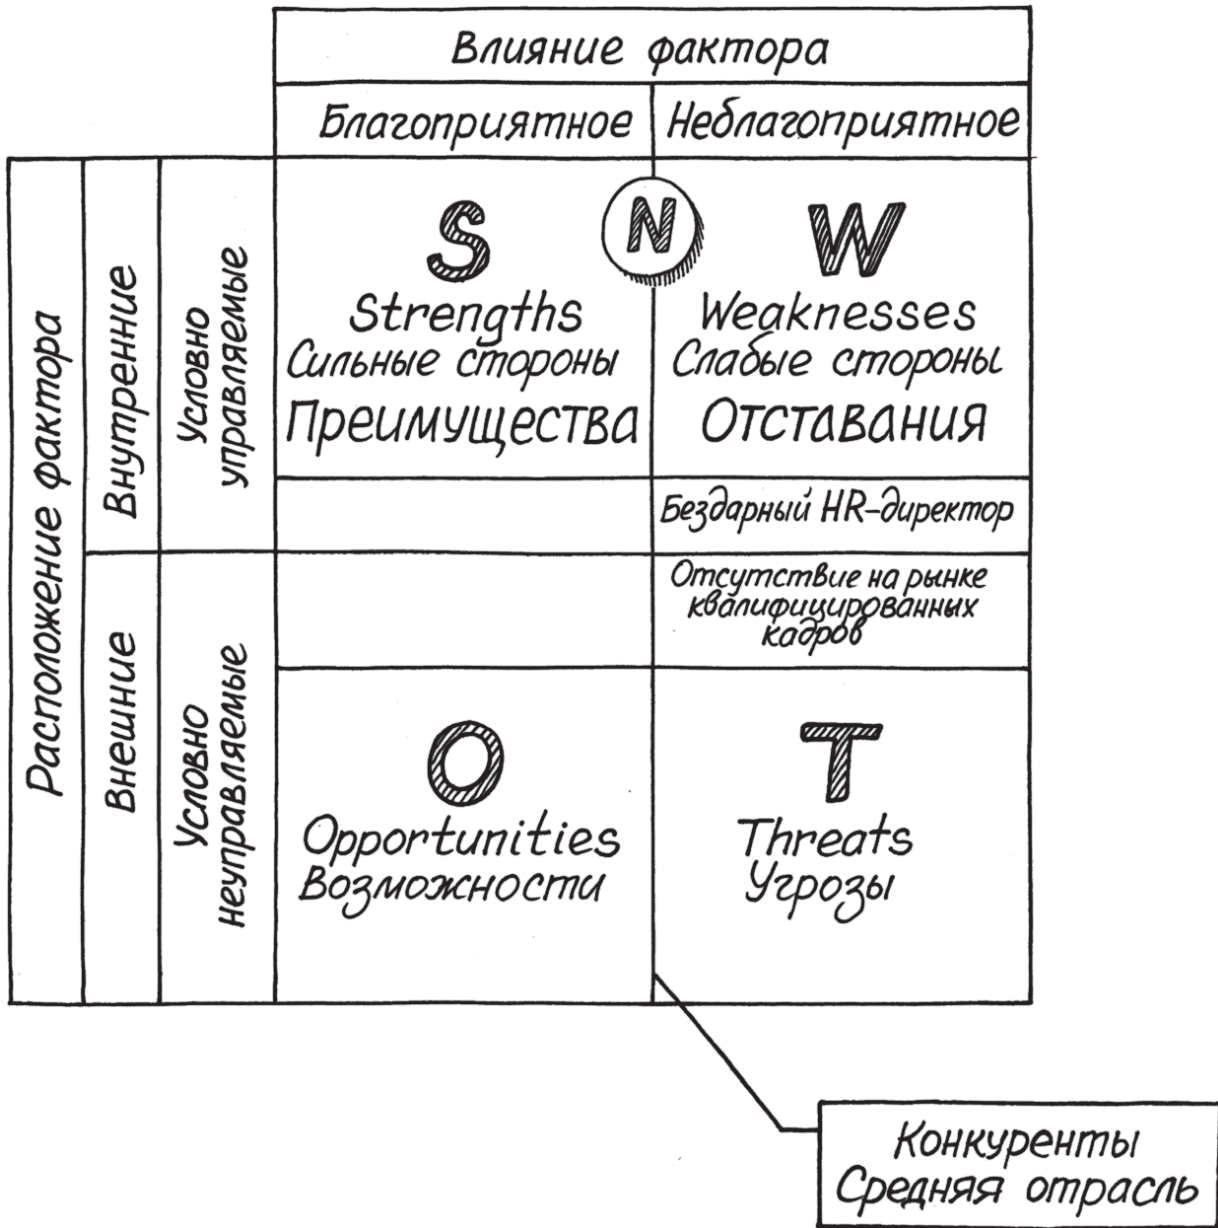 Влияние фактора
Благоприятное
Неблагоприятное
Расположение фактора
Внутренние
Условно
управляемые
S
Strengths
Сильные стороны
Преимущества
N
W
Weaknesses
Слабые стороны
Отставания
Бездарный HR-директор
Внешние
Условно
неуправляемые
Отсутствие на рынке
квалифицированных
кадров
O
Opportunities
Возможности
T
Threats
Угрозы
Конкуренты
Средняя отрасль